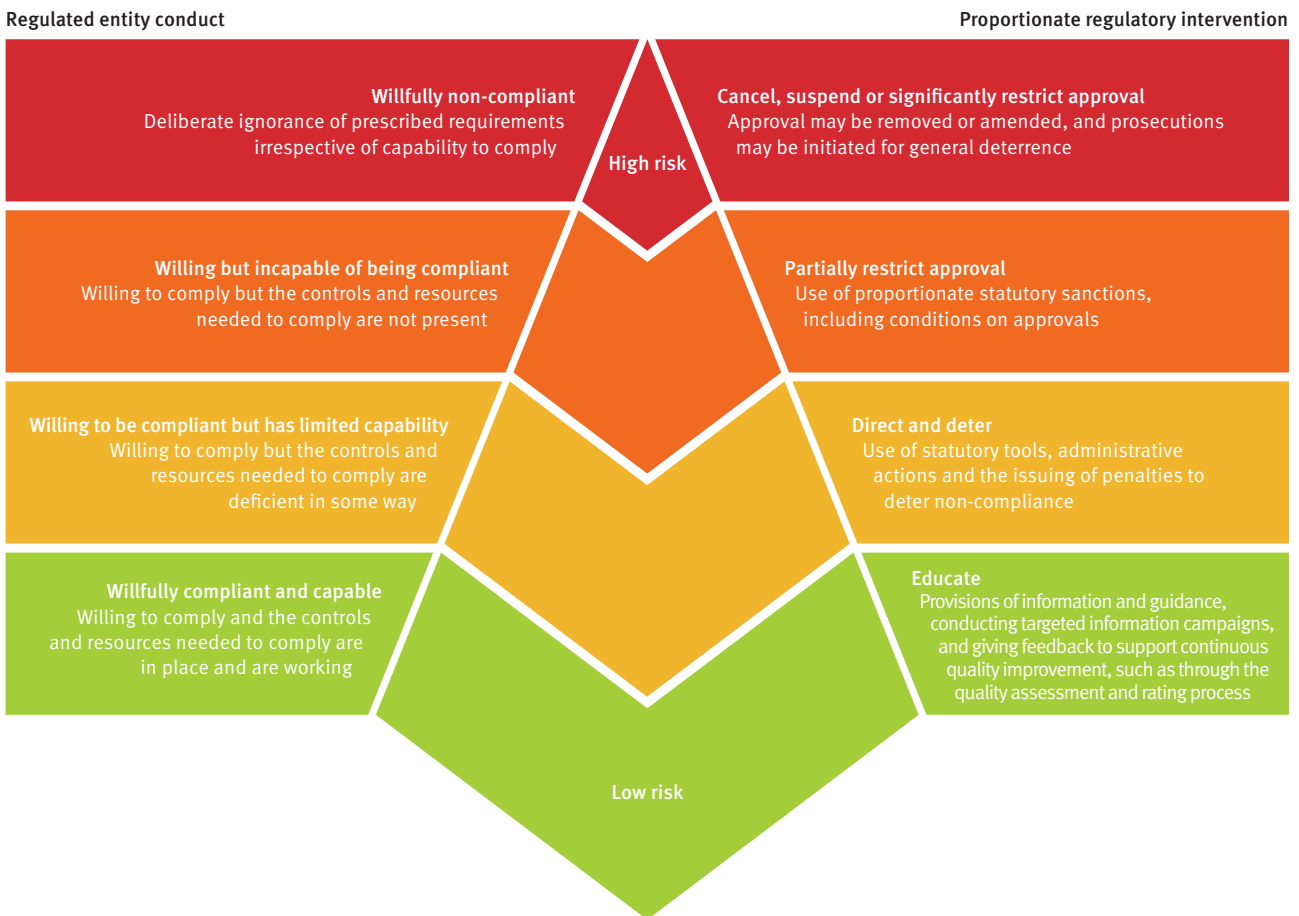 Regulated entity conduct
Proportionate regulatory intervention
Willfully non-compliant
Deliberate ignorance of prescribed requirements
irrespective of capability to comply
High risk
Cancel, suspend or significantly restrict approval
Approval may be removed or amended, and prosecutions
may be initiated for general deterrence
Willing but incapable of being compliant
Willing to comply but the controls and resources
needed to comply are not present
Partially restrict approval
Use of proportionate statutory sanctions,
including conditions on approvals
Willing to be compliant but has limited capability
Willing to comply but the controls and
resources needed to comply are
deficient in some way
Direct and deter
Use of statutory tools, administrative
actions and the issuing of penalties to
deter non-compliance
Willfully compliant and capable
Willing to comply and the controls
and resources needed to comply are
in place and are working
Educate
Provisions of information and guidance,
conducting targeted information campaigns,
and giving feedback to support continuous
quality improvement, such as through the
quality assessment and rating process
Low risk